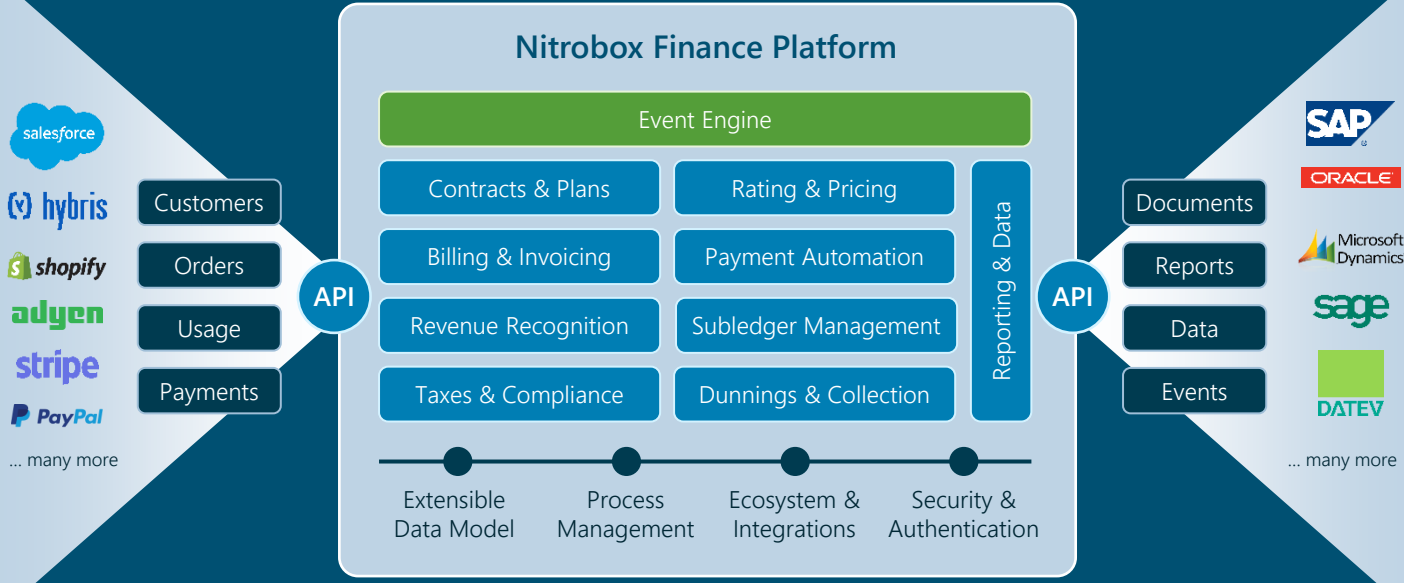 Nitrobox Finance Platform
Event Engine
salesforce
hybris
shopify
adyen
stripe
PayPal
... many more
Customers
Orders
Usage
Payments
API
Contracts & Plans
Rating & Pricing
Billing & Invoicing
Payment Automation
Revenue Recognition
Subledger Management
Taxes & Compliance
Dunnings & Collection
Reporting & Data
Extensible
Data Model
Process
Management
Ecosystem &
Integrations
Security &
Authentication
API
Documents
Reports
Data
Events
SAP
ORACLE
Microsoft
Dynamics
sage
DATEV
... many more